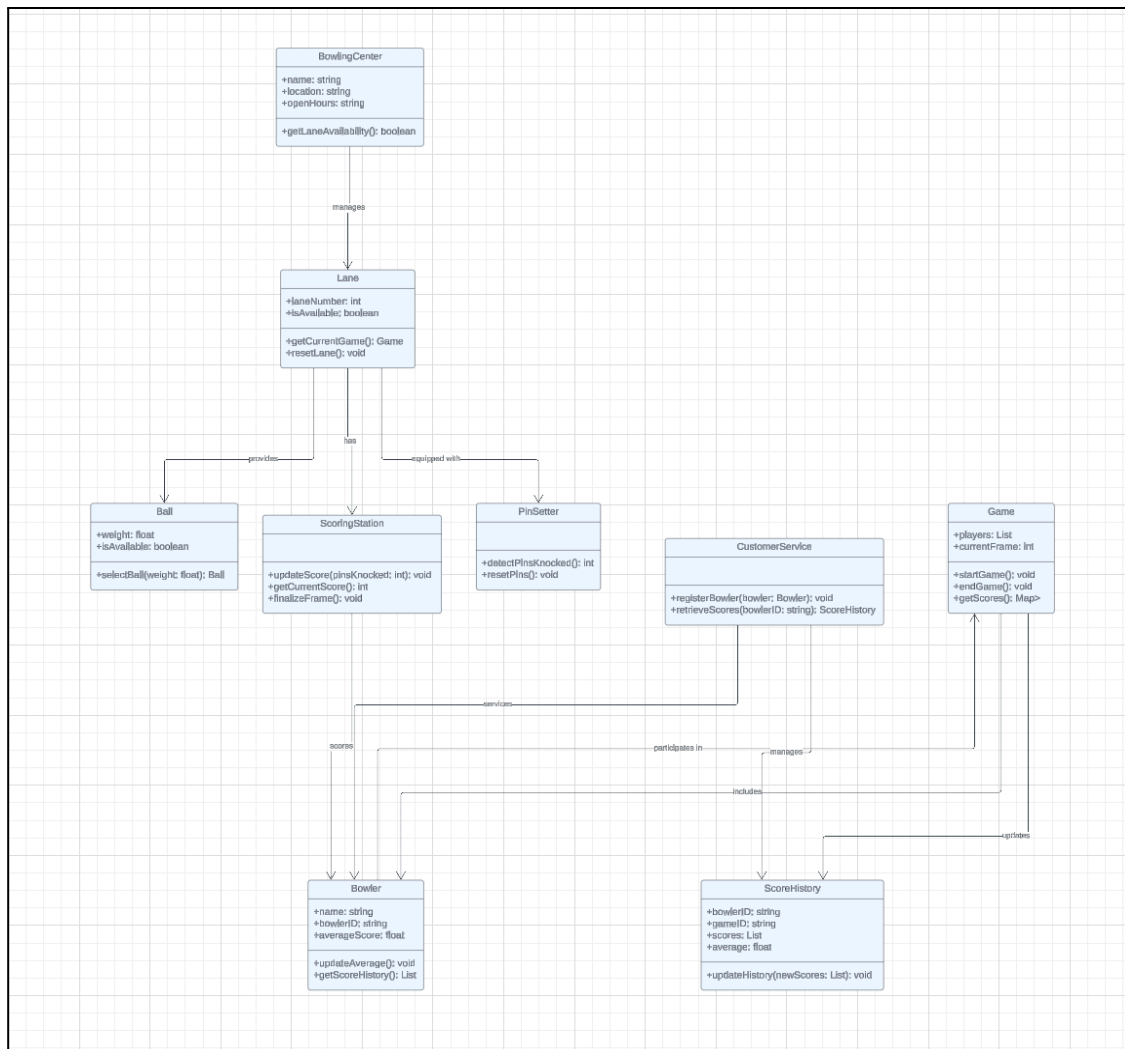 BowlingCenter
+name: string
+location: string
+openHours: string
+getLaneAvailability(): boolean
manages
Lane
+laneNumber: int
+isAvailable: boolean
+getCurrentGame(): Game
+resetLane(): void
has
provides
equipped with
Ball
+weight: float
+isAvailable: boolean
+selectBall(weight: float): Ball
ScoringStation
+updateScore(pinsKnocked: int): void
+getCurrentScore(): int
+finalizeFrame(): void
PinSetter
+detectPinsKnocked(): int
+resetPins(): void
CustomerService
+registerBowler(bowler: Bowler): void
+retrieveScores(bowlerID: string): ScoreHistory
Game
+players: List
+currentFrame: int
+startGame(): void
+endGame(): void
+getScores(): Map>
services
scores
participates in
manages
includes
updates
Bowler
+name: string
+bowlerID: string
+averageScore: float
+updateAverage(): void
+getScoreHistory(): List
ScoreHistory
+bowlerID: string
+gameID: string
+scores: List
+average: float
+updateHistory(newScores: List): void